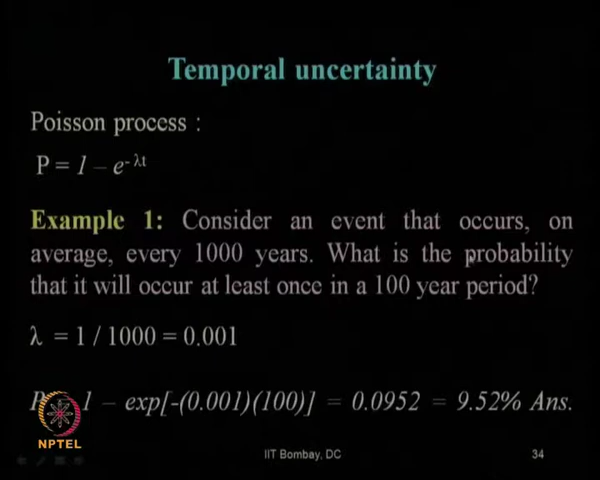 Temporal uncertainty
Poisson process :
P = 1 – e^-λt
Example 1: Consider an event that occurs, on
average, every 1000 years. What is the probability
that it will occur at least once in a 100 year period?
λ = 1 / 1000 = 0.001
P = 1 – exp[-(0.001)(100)] = 0.0952 = 9.52% Ans.
NPTEL
IIT Bombay, DC
34